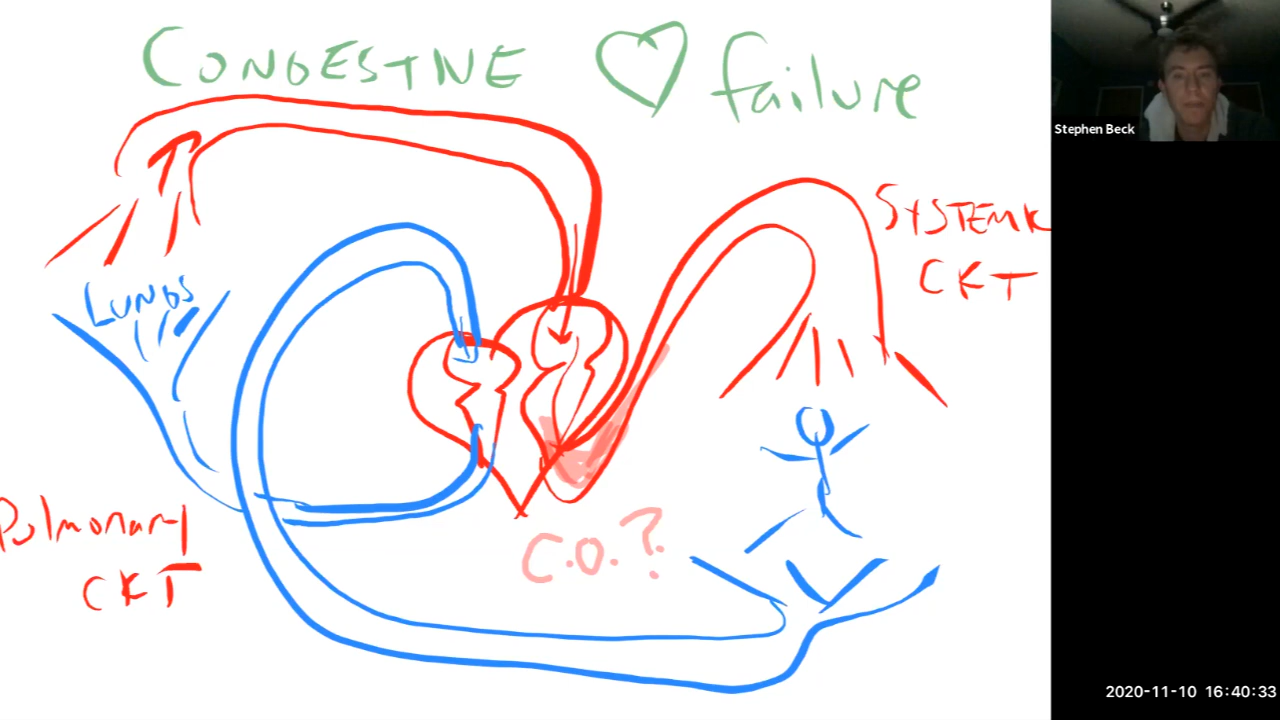 CONGESTIVE ♡ failure
Stephen Beck
SYSTEMIC
CKT
LUNGS
Pulmonary
CKT
C.O.?
2020-11-10 16:40:33